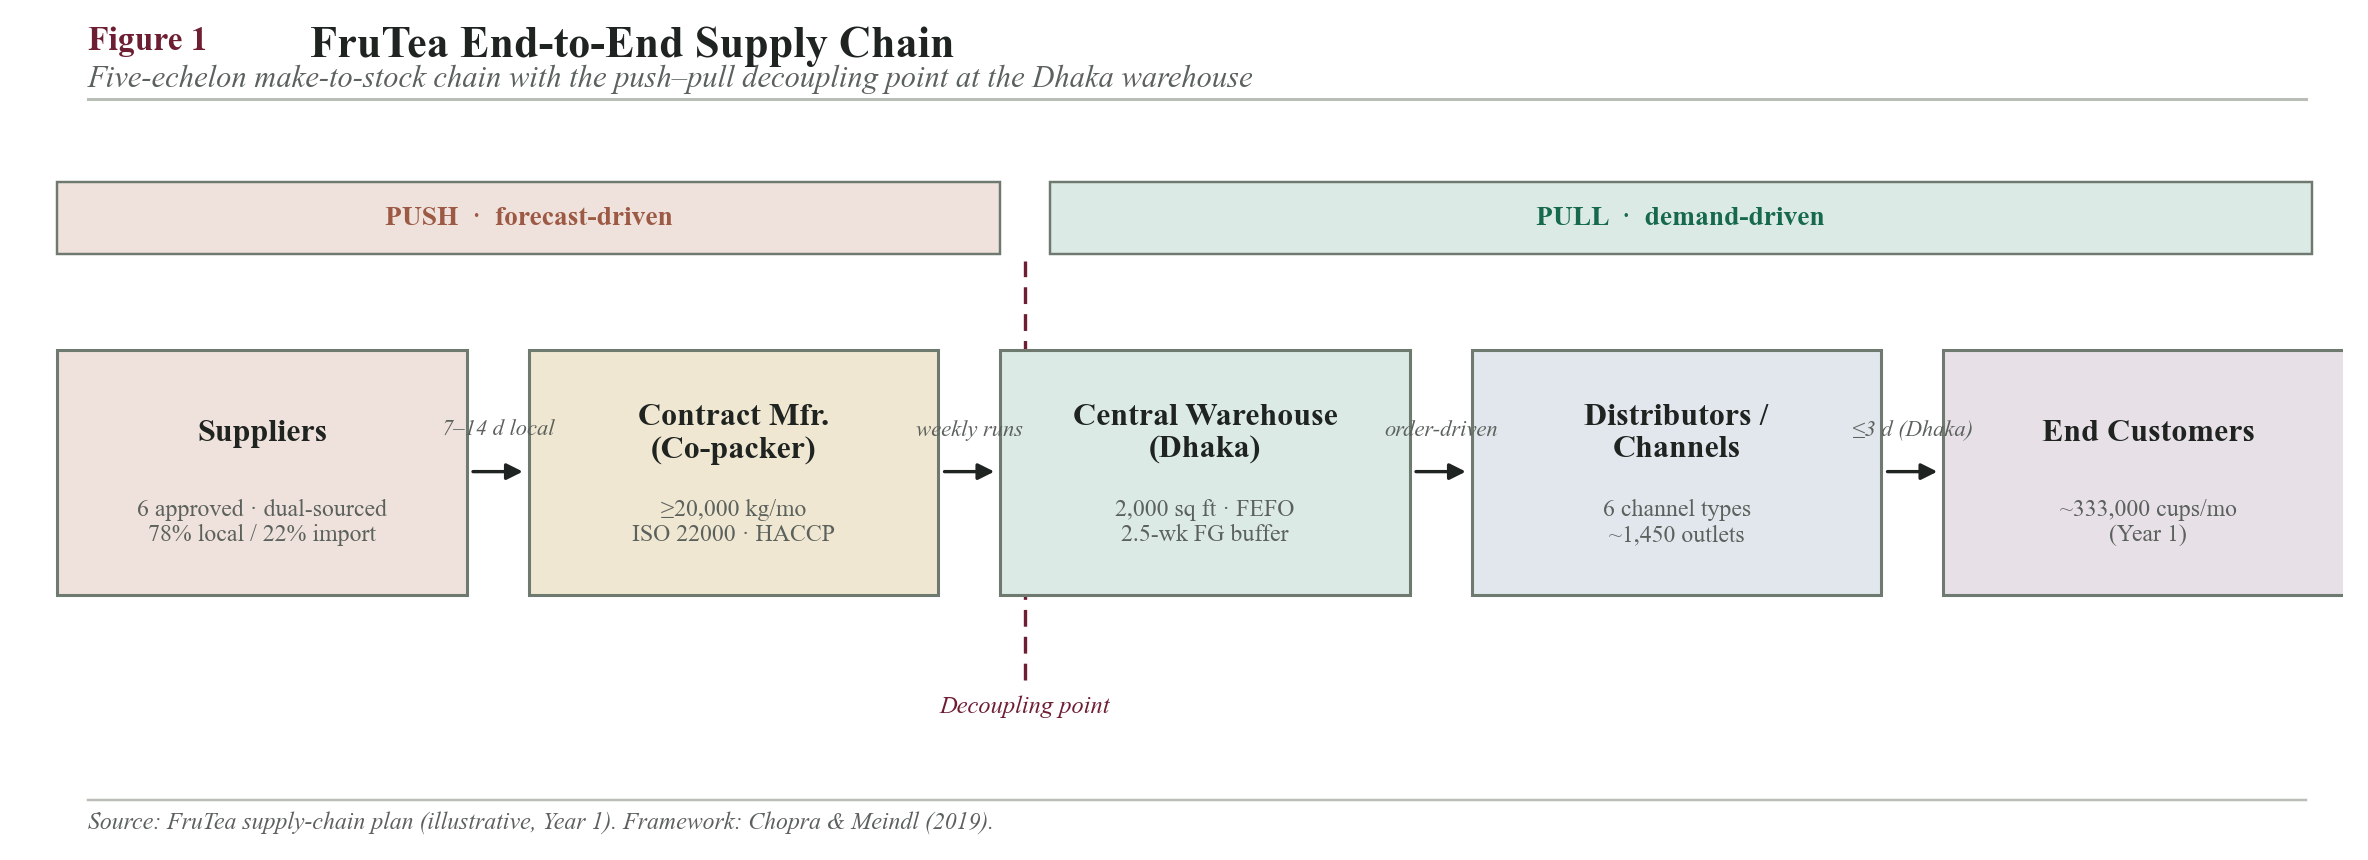 Figure 1 FruTea End-to-End Supply Chain
Five-echelon make-to-stock chain with the push–pull decoupling point at the Dhaka warehouse
PUSH · forecast-driven
PULL · demand-driven
Suppliers
6 approved · dual-sourced
78% local / 22% import
7–14 d local
Contract Mfr.
(Co-packer)
≥20,000 kg/mo
ISO 22000 · HACCP
weekly runs
Central Warehouse
(Dhaka)
2,000 sq ft · FEFO
2.5-wk FG buffer
order-driven
Distributors /
Channels
6 channel types
~1,450 outlets
≤3 d (Dhaka)
End Customers
~333,000 cups/mo
(Year 1)
Decoupling point
Source: FruTea supply-chain plan (illustrative, Year 1). Framework: Chopra & Meindl (2019).